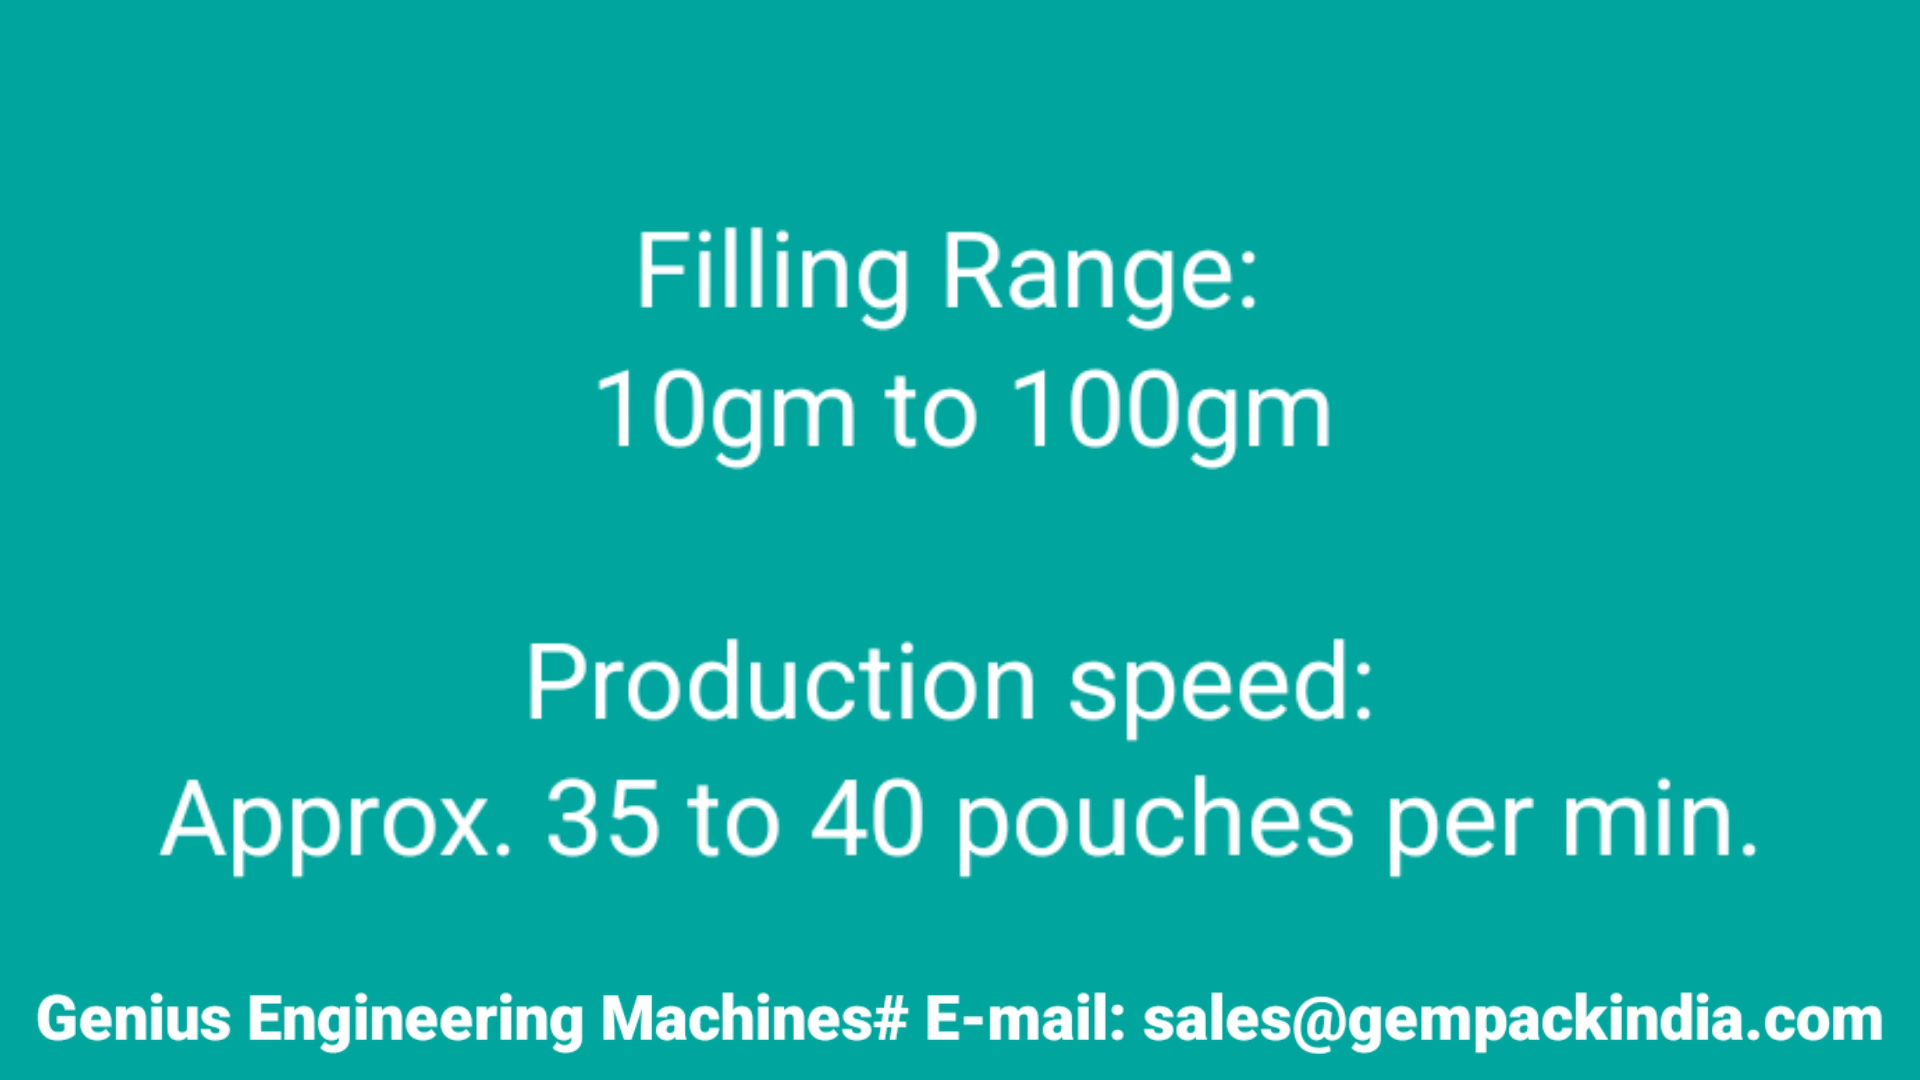 Filling Range:
10gm to 100gm
Production speed:
Approx. 35 to 40 pouches per min.
Genius Engineering Machines# E-mail: sales@gempackindia.com